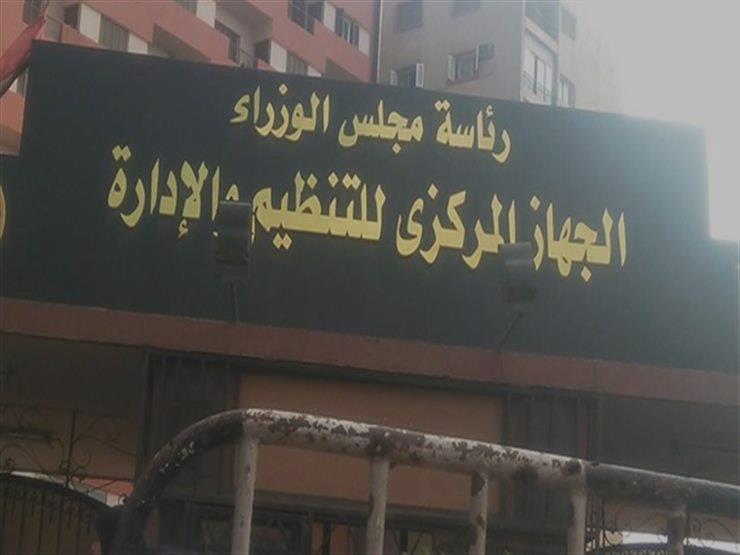 رئاسة مجلس الوزراء
الجهاز المركزى للتنظيم والإدارة